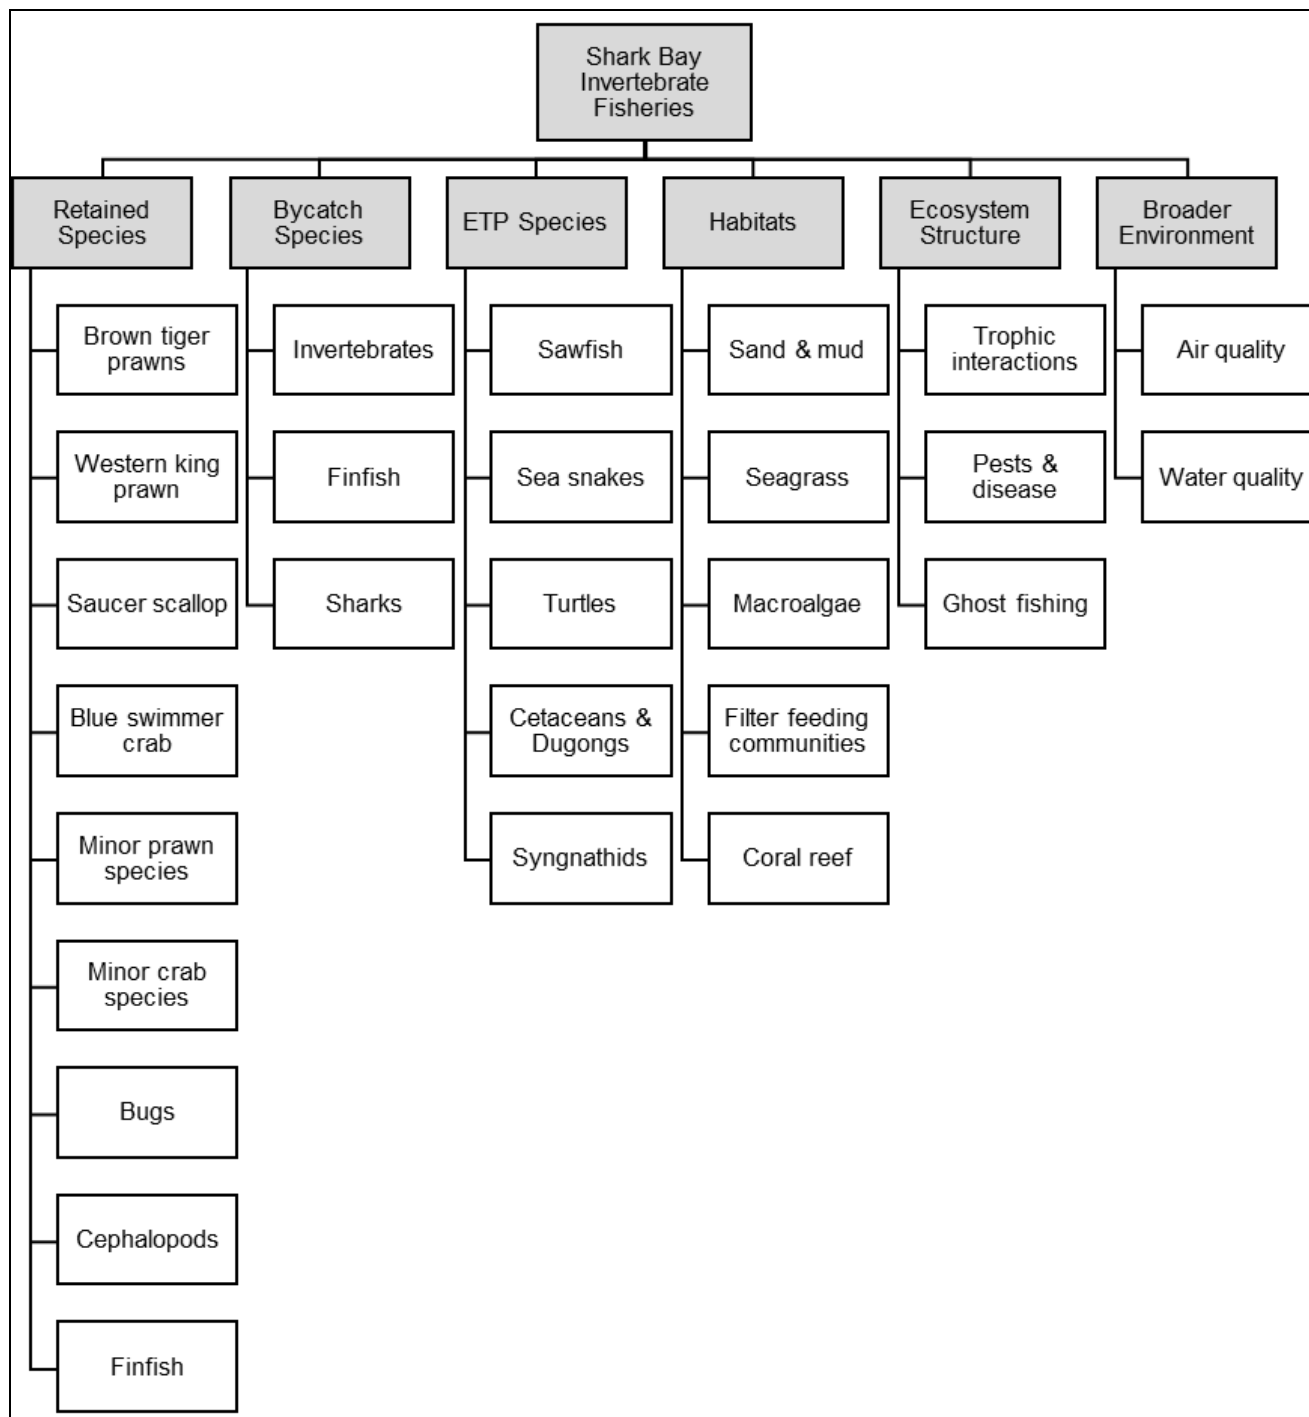 Shark Bay
Invertebrate
Fisheries
Retained
Species
Bycatch
Species
ETP Species
Habitats
Ecosystem
Structure
Broader
Environment
Brown tiger
prawns
Western king
prawn
Saucer scallop
Blue swimmer
crab
Minor prawn
species
Minor crab
species
Bugs
Cephalopods
Finfish
Invertebrates
Finfish
Sharks
Sawfish
Sea snakes
Turtles
Cetaceans &
Dugongs
Syngnathids
Sand & mud
Seagrass
Macroalgae
Filter feeding
communities
Coral reef
Trophic
interactions
Pests &
disease
Ghost fishing
Air quality
Water quality